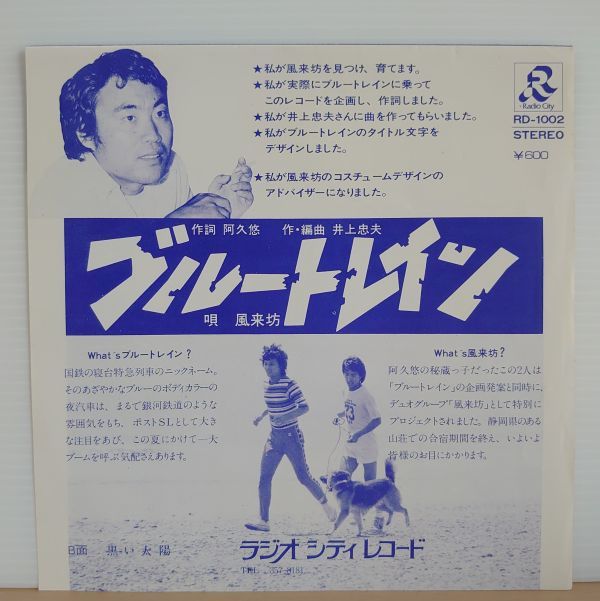 ★私が風来坊を見つけ、育てます。
★私が実際にブルートレインに乗って
このレコードを企画し、作詞しました。
★私が井上忠夫さんに曲を作ってもらいました。
★私がブルートレインのタイトル文字を
デザインしました。
★私が風来坊のコスチュームデザインの
アドバイザーになりました。
R
Radio City
RD-1002
STEREO
¥600
作詞 阿久悠 作・編曲 井上忠夫
ブルートレイン
唄 風来坊
What'sブルートレイン?
国鉄の寝台特急列車のニックネーム。
そのあざやかなブルーのボディカラーの
夜汽車は、まるで銀河鉄道のような
雰囲気をもち、ポストSLとして大き
な注目をあび、この夏にかけて一大
ブームを呼ぶ気配さえあります。
What's風来坊?
阿久悠の秘蔵っ子だったこの2人は
「ブルートレイン」の企画発案と同時に、
デュオグループ「風来坊」として特別に
プロジェクトされました。静岡県のある
山荘での合宿期間を終え、いよいよ
皆様のお目にかかります。
B面 黒い太陽
ラジオシティレコード
TEL 357-8181